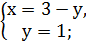 x = 3 – y,
y = 1;